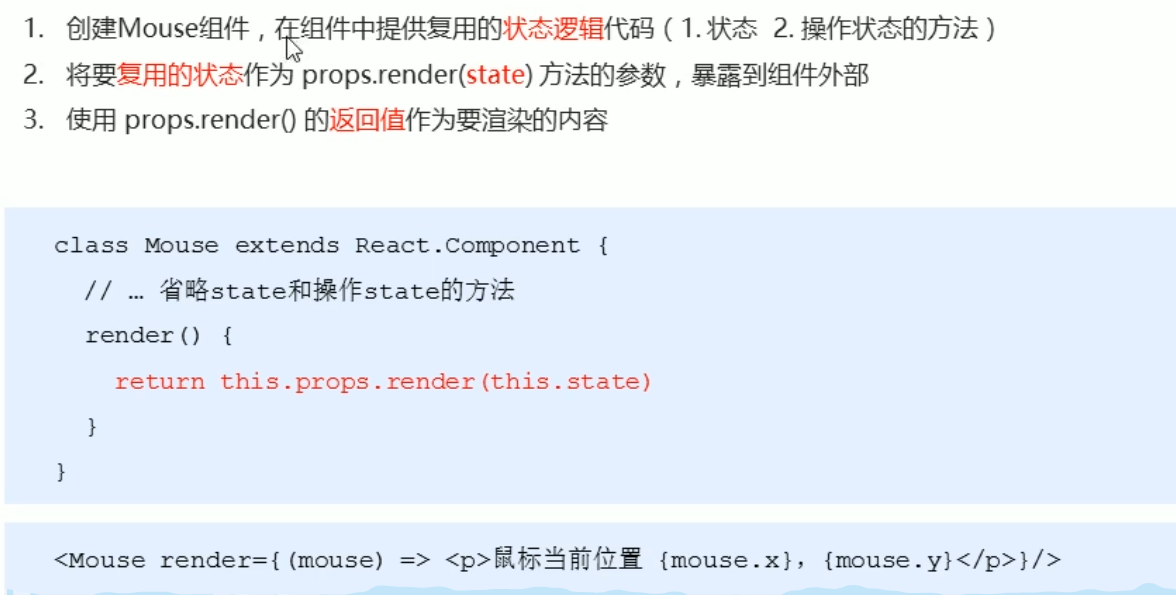 1. 创建Mouse组件，在组件中提供复用的状态逻辑代码（1. 状态 2. 操作状态的方法）
2. 将要复用的状态作为 props.render(state) 方法的参数，暴露到组件外部
3. 使用 props.render() 的返回值作为要渲染的内容
class Mouse extends React.Component {
// … 省略state和操作state的方法
render() {
return this.props.render(this.state)
}
}
<Mouse render={(mouse) => <p>鼠标当前位置 {mouse.x}，{mouse.y}</p>}/>